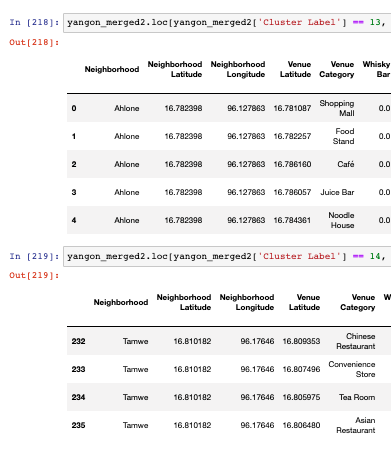 In [218]: yangon_merged2.loc[yangon_merged2['Cluster Label'] == 13,
Out[218]:
Neighborhood Neighborhood Latitude Neighborhood Longitude Venue Latitude Venue Category Whisky Bar
0 Ahlone 16.782398 96.127863 16.781087 Shopping Mall 0.0
1 Ahlone 16.782398 96.127863 16.782257 Food Stand 0.0
2 Ahlone 16.782398 96.127863 16.786160 Café 0.0
3 Ahlone 16.782398 96.127863 16.786057 Juice Bar 0.0
4 Ahlone 16.782398 96.127863 16.784361 Noodle House 0.0
In [219]: yangon_merged2.loc[yangon_merged2['Cluster Label'] == 14,
Out[219]:
Neighborhood Neighborhood Latitude Neighborhood Longitude Venue Latitude Venue Category W
232 Tamwe 16.810182 96.17646 16.809353 Chinese Restaurant
233 Tamwe 16.810182 96.17646 16.807496 Convenience Store
234 Tamwe 16.810182 96.17646 16.805975 Tea Room
235 Tamwe 16.810182 96.17646 16.806480 Asian Restaurant